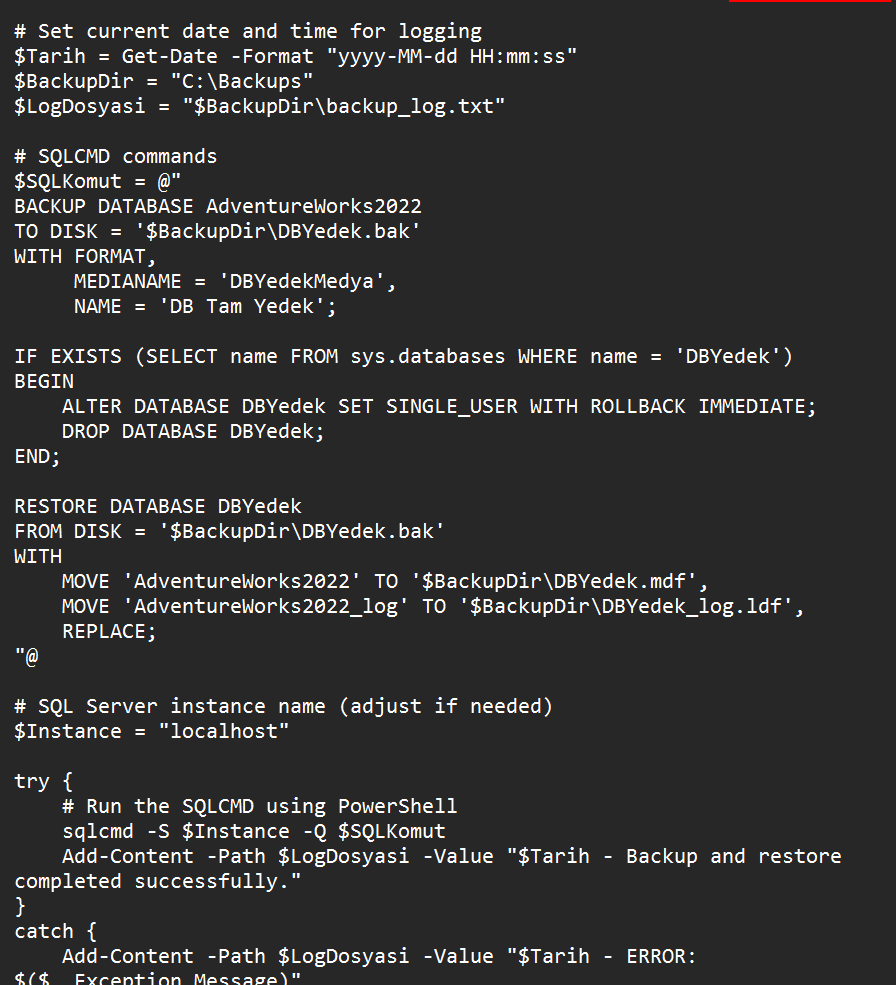 # Set current date and time for logging
$Tarih = Get-Date -Format "yyyy-MM-dd HH:mm:ss"
$BackupDir = "C:\Backups"
$LogDosyasi = "$BackupDir\backup_log.txt"

# SQLCMD commands
$SQLKomut = @"
BACKUP DATABASE AdventureWorks2022
TO DISK = '$BackupDir\DBYedek.bak'
WITH FORMAT,
     MEDIANAME = 'DBYedekMedya',
     NAME = 'DB Tam Yedek';

IF EXISTS (SELECT name FROM sys.databases WHERE name = 'DBYedek')
BEGIN
    ALTER DATABASE DBYedek SET SINGLE_USER WITH ROLLBACK IMMEDIATE;
    DROP DATABASE DBYedek;
END;

RESTORE DATABASE DBYedek
FROM DISK = '$BackupDir\DBYedek.bak'
WITH
    MOVE 'AdventureWorks2022' TO '$BackupDir\DBYedek.mdf',
    MOVE 'AdventureWorks2022_log' TO '$BackupDir\DBYedek_log.ldf',
    REPLACE;
"@

# SQL Server instance name (adjust if needed)
$Instance = "localhost"

try {
    # Run the SQLCMD using PowerShell
    sqlcmd -S $Instance -Q $SQLKomut
    Add-Content -Path $LogDosyasi -Value "$Tarih - Backup and restore
completed successfully."
}
catch {
    Add-Content -Path $LogDosyasi -Value "$Tarih - ERROR:
$($_.Exception.Message)"